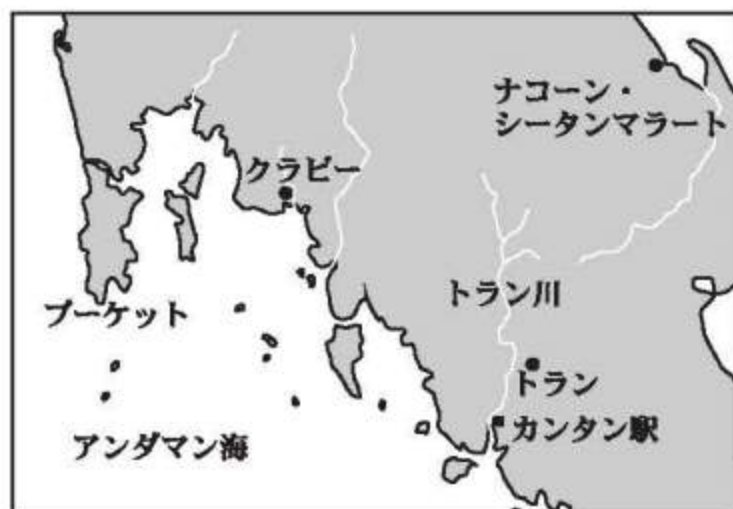 ナコーン・
シータンマラート
クラビー
トラン川
プーケット
トラン
カンタン駅
アンダマン海